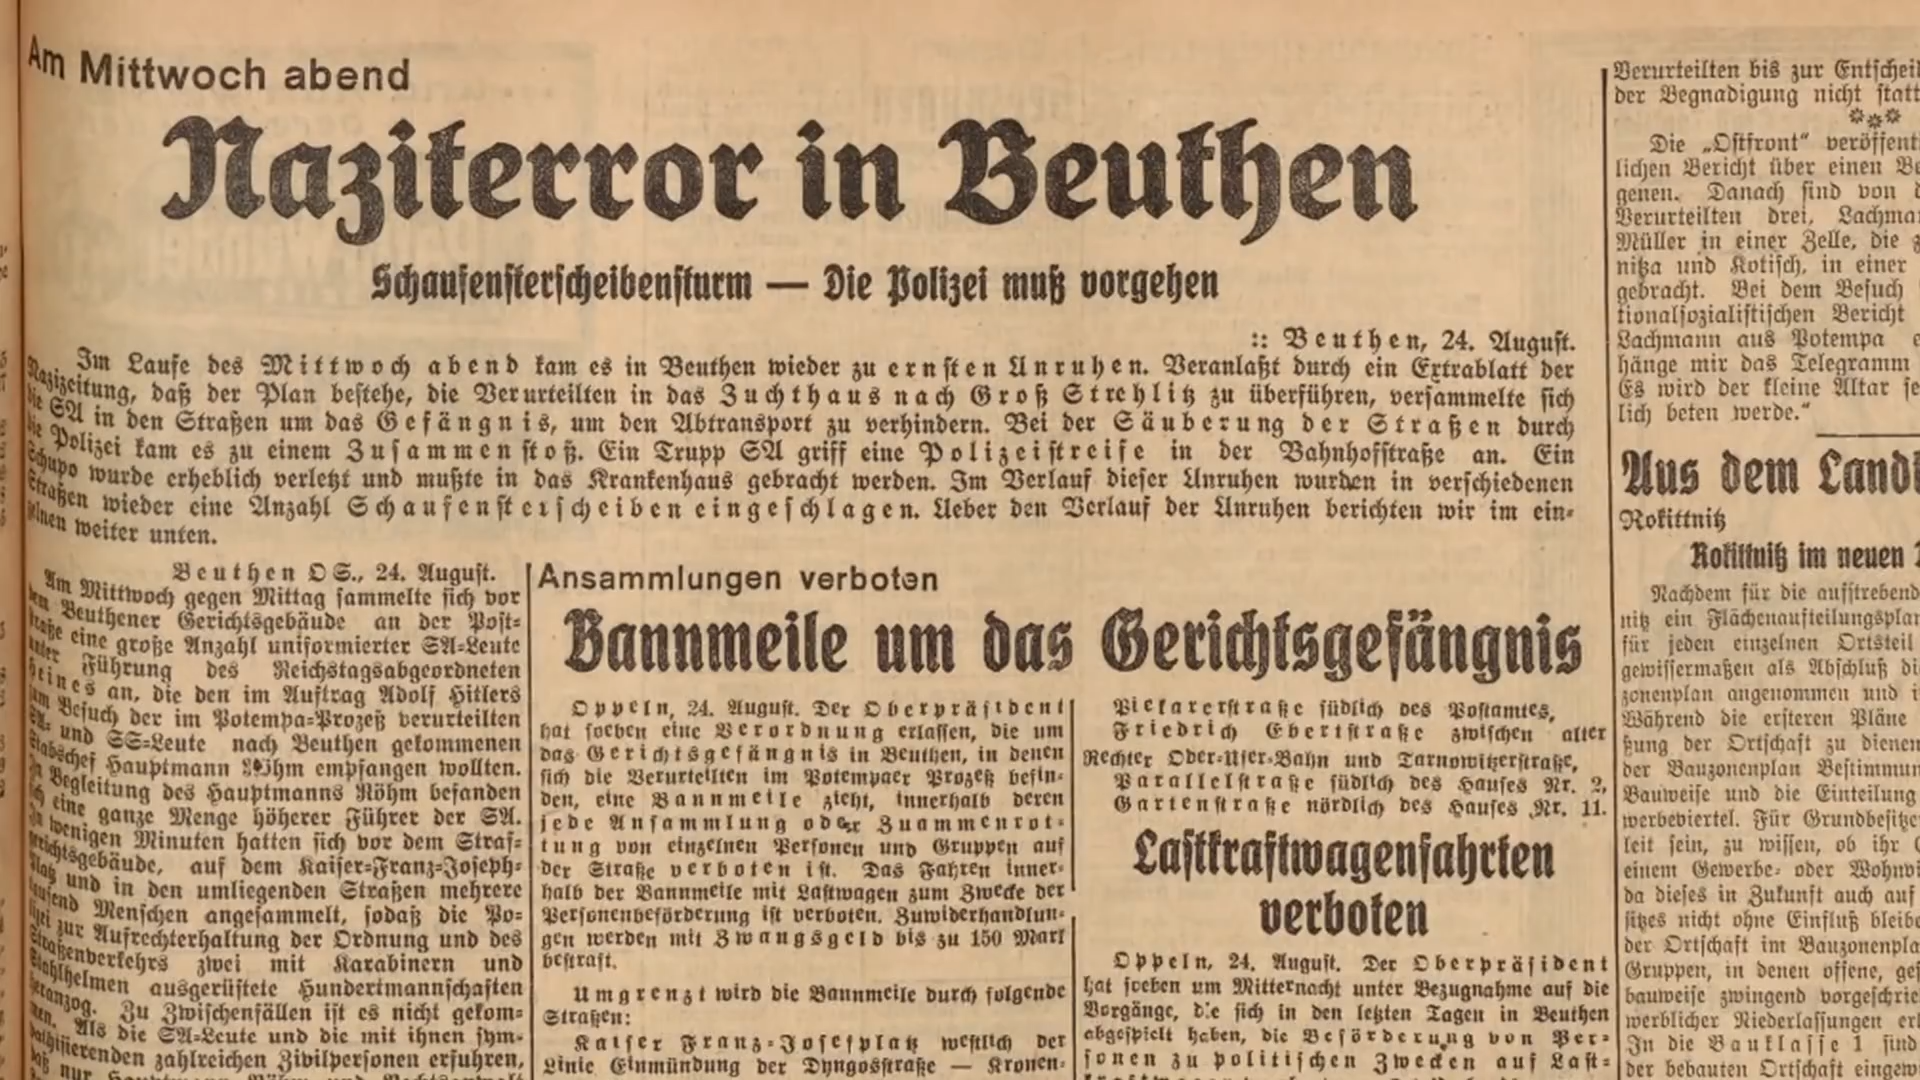 Am Mittwoch abend
Naziterror in Beuthen
Schaufensterscheibensturm — Die Polizei muß vorgehen
:: Beuthen, 24. August.
Im Laufe des Mittwoch abend kam es in Beuthen wieder zu ernsten Unruhen. Veranlaßt durch ein Extrablatt der
Nazizeitung, daß der Plan bestehe, die Verurteilten in das Zuchthaus nach Groß Strehlitz zu überführen, versammelte sich
die SA in den Straßen um das Gefängnis, um den Abtransport zu verhindern. Bei der Säuberung der Straßen durch
die Polizei kam es zu einem Zusammenstoß. Ein Trupp SA griff eine Polizeistreife in der Bahnhofstraße an. Ein
Schupo wurde erheblich verletzt und mußte in das Krankenhaus gebracht werden. Im Verlauf dieser Unruhen wurden in verschiedenen
Straßen wieder eine Anzahl Schaufensterscheiben eingeschlagen. Ueber den Verlauf der Unruhen berichten wir im ein-
zelnen weiter unten.
Beuthen OS., 24. August.
Am Mittwoch gegen Mittag sammelte sich vor
dem Beuthener Gerichtsgebäude an der Post-
straße eine große Anzahl uniformierter SA-Leute
unter Führung des Reichstagsabgeordneten
Heines an, die den im Auftrag Adolf Hitlers
zum Besuch der im Potempa-Prozeß verurteilten
SA- und SS-Leute nach Beuthen gekommenen
Stabschef Hauptmann Röhm empfangen wollten.
In Begleitung des Hauptmanns Röhm befanden
sich eine ganze Menge höherer Führer der SA.
In wenigen Minuten hatten sich vor dem Straf-
gerichtsgebäude, auf dem Kaiser-Franz-Joseph-
Platz und in den umliegenden Straßen mehrere
tausend Menschen angesammelt, sodaß die Po-
lizei zur Aufrechterhaltung der Ordnung und des
Straßenverkehrs zwei mit Karabinern und
Stahlhelmen ausgerüstete Hundertmannschaften
heranzog. Zu Zwischenfällen ist es nicht gekom-
men. Als die SA-Leute und die mit ihnen sym-
pathisierenden zahlreichen Zivilpersonen erfuhren,
daß nur Hauptmann Röhm und Rechtsanwalt
Ansammlungen verboten
Bannmeile um das Gerichtsgefängnis
Oppeln, 24. August. Der Oberpräsident
hat soeben eine Verordnung erlassen, die um
das Gerichtsgefängnis in Beuthen, in denen
sich die Verurteilten im Potempaer Prozeß befin-
den, eine Bannmeile zieht, innerhalb deren
jede Ansammlung oder Zuammenrot-
tung von einzelnen Personen und Gruppen auf
der Straße verboten ist. Das Fahren inner-
halb der Bannmeile mit Lastwagen zum Zwecke der
Personenbeförderung ist verboten. Zuwiderhandlun-
gen werden mit Zwangsgeld bis zu 150 Mark
bestraft.
Umgrenzt wird die Bannmeile durch folgende
Straßen:
Kaiser Franz-Josefplatz westlich der
Linie Einmündung der Dyngosstraße — Kronen-
Piekarerstraße südlich des Postamtes,
Friedrich Ebertstraße zwischen alter
Rechter Oder-Ufer-Bahn und Tarnowitzerstraße,
Parallelstraße südlich des Hauses Nr. 2,
Gartenstraße nördlich des Hauses Nr. 11.
Lastkraftwagenfahrten
verboten
Oppeln, 24. August. Der Oberpräsident
hat soeben um Mitternacht unter Bezugnahme auf die
Vorgänge, die sich in den letzten Tagen in Beuthen
abgespielt haben, die Beförderung von Per-
sonen zu politischen Zwecken auf Last-
Verurteilten bis zur Entschei
der Begnadigung nicht statt
Die „Ostfront“ veröffent
lichen Bericht über einen Be
genen. Danach sind von d
Verurteilten drei, Lachma
Müller in einer Zelle, die z
nitza und Kotisch, in einer
gebracht. Bei dem Besuch
tionalsozialistischen Bericht
Lachmann aus Potempa e
hänge mir das Telegramm
Es wird der kleine Altar se
lich beten werde.“
Aus dem Landk
Rokittnitz
Rokittnitz im neuen
Nachdem für die aufstrebend
nitz ein Flächenaufteilungsplan
für jeden einzelnen Ortsteil
gewissermaßen als Abschluß di
zonenplan angenommen und i
Während die ersteren Pläne
ßung der Ortschaft zu dienen
der Bauzonenplan Bestimmun
Bauweise und die Einteilung
werbeviertel. Für Grundbesitzer
leit sein, zu wissen, ob ihr G
einem Gewerbe- oder Wohnvi
da dieses in Zukunft auch auf
sitzes nicht ohne Einfluß bleibe
der Ortschaft im Bauzonenpla
Gruppen, in denen offene, ges
bauweise zwingend vorgeschrie
werblicher Niederlassungen erl
In die Bauklasse 1 sind
der bebauten Ortschaft eingew